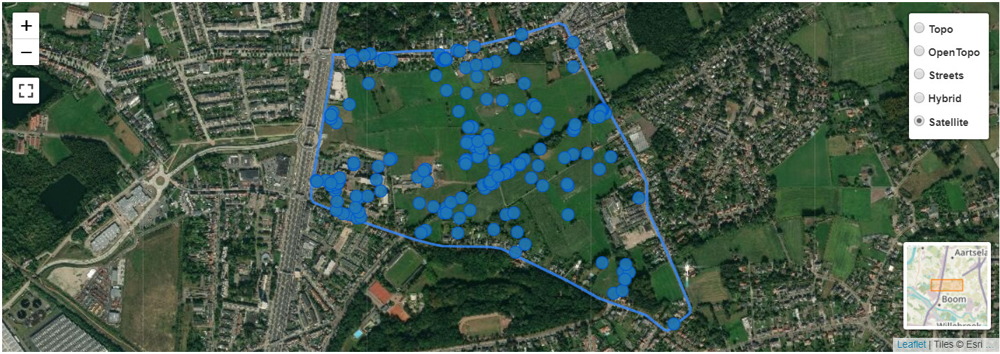 +
−
Topo
OpenTopo
Streets
Hybrid
Satellite
Aartsela
Boom
Willebroek
Leaflet | Tiles © Esri ...